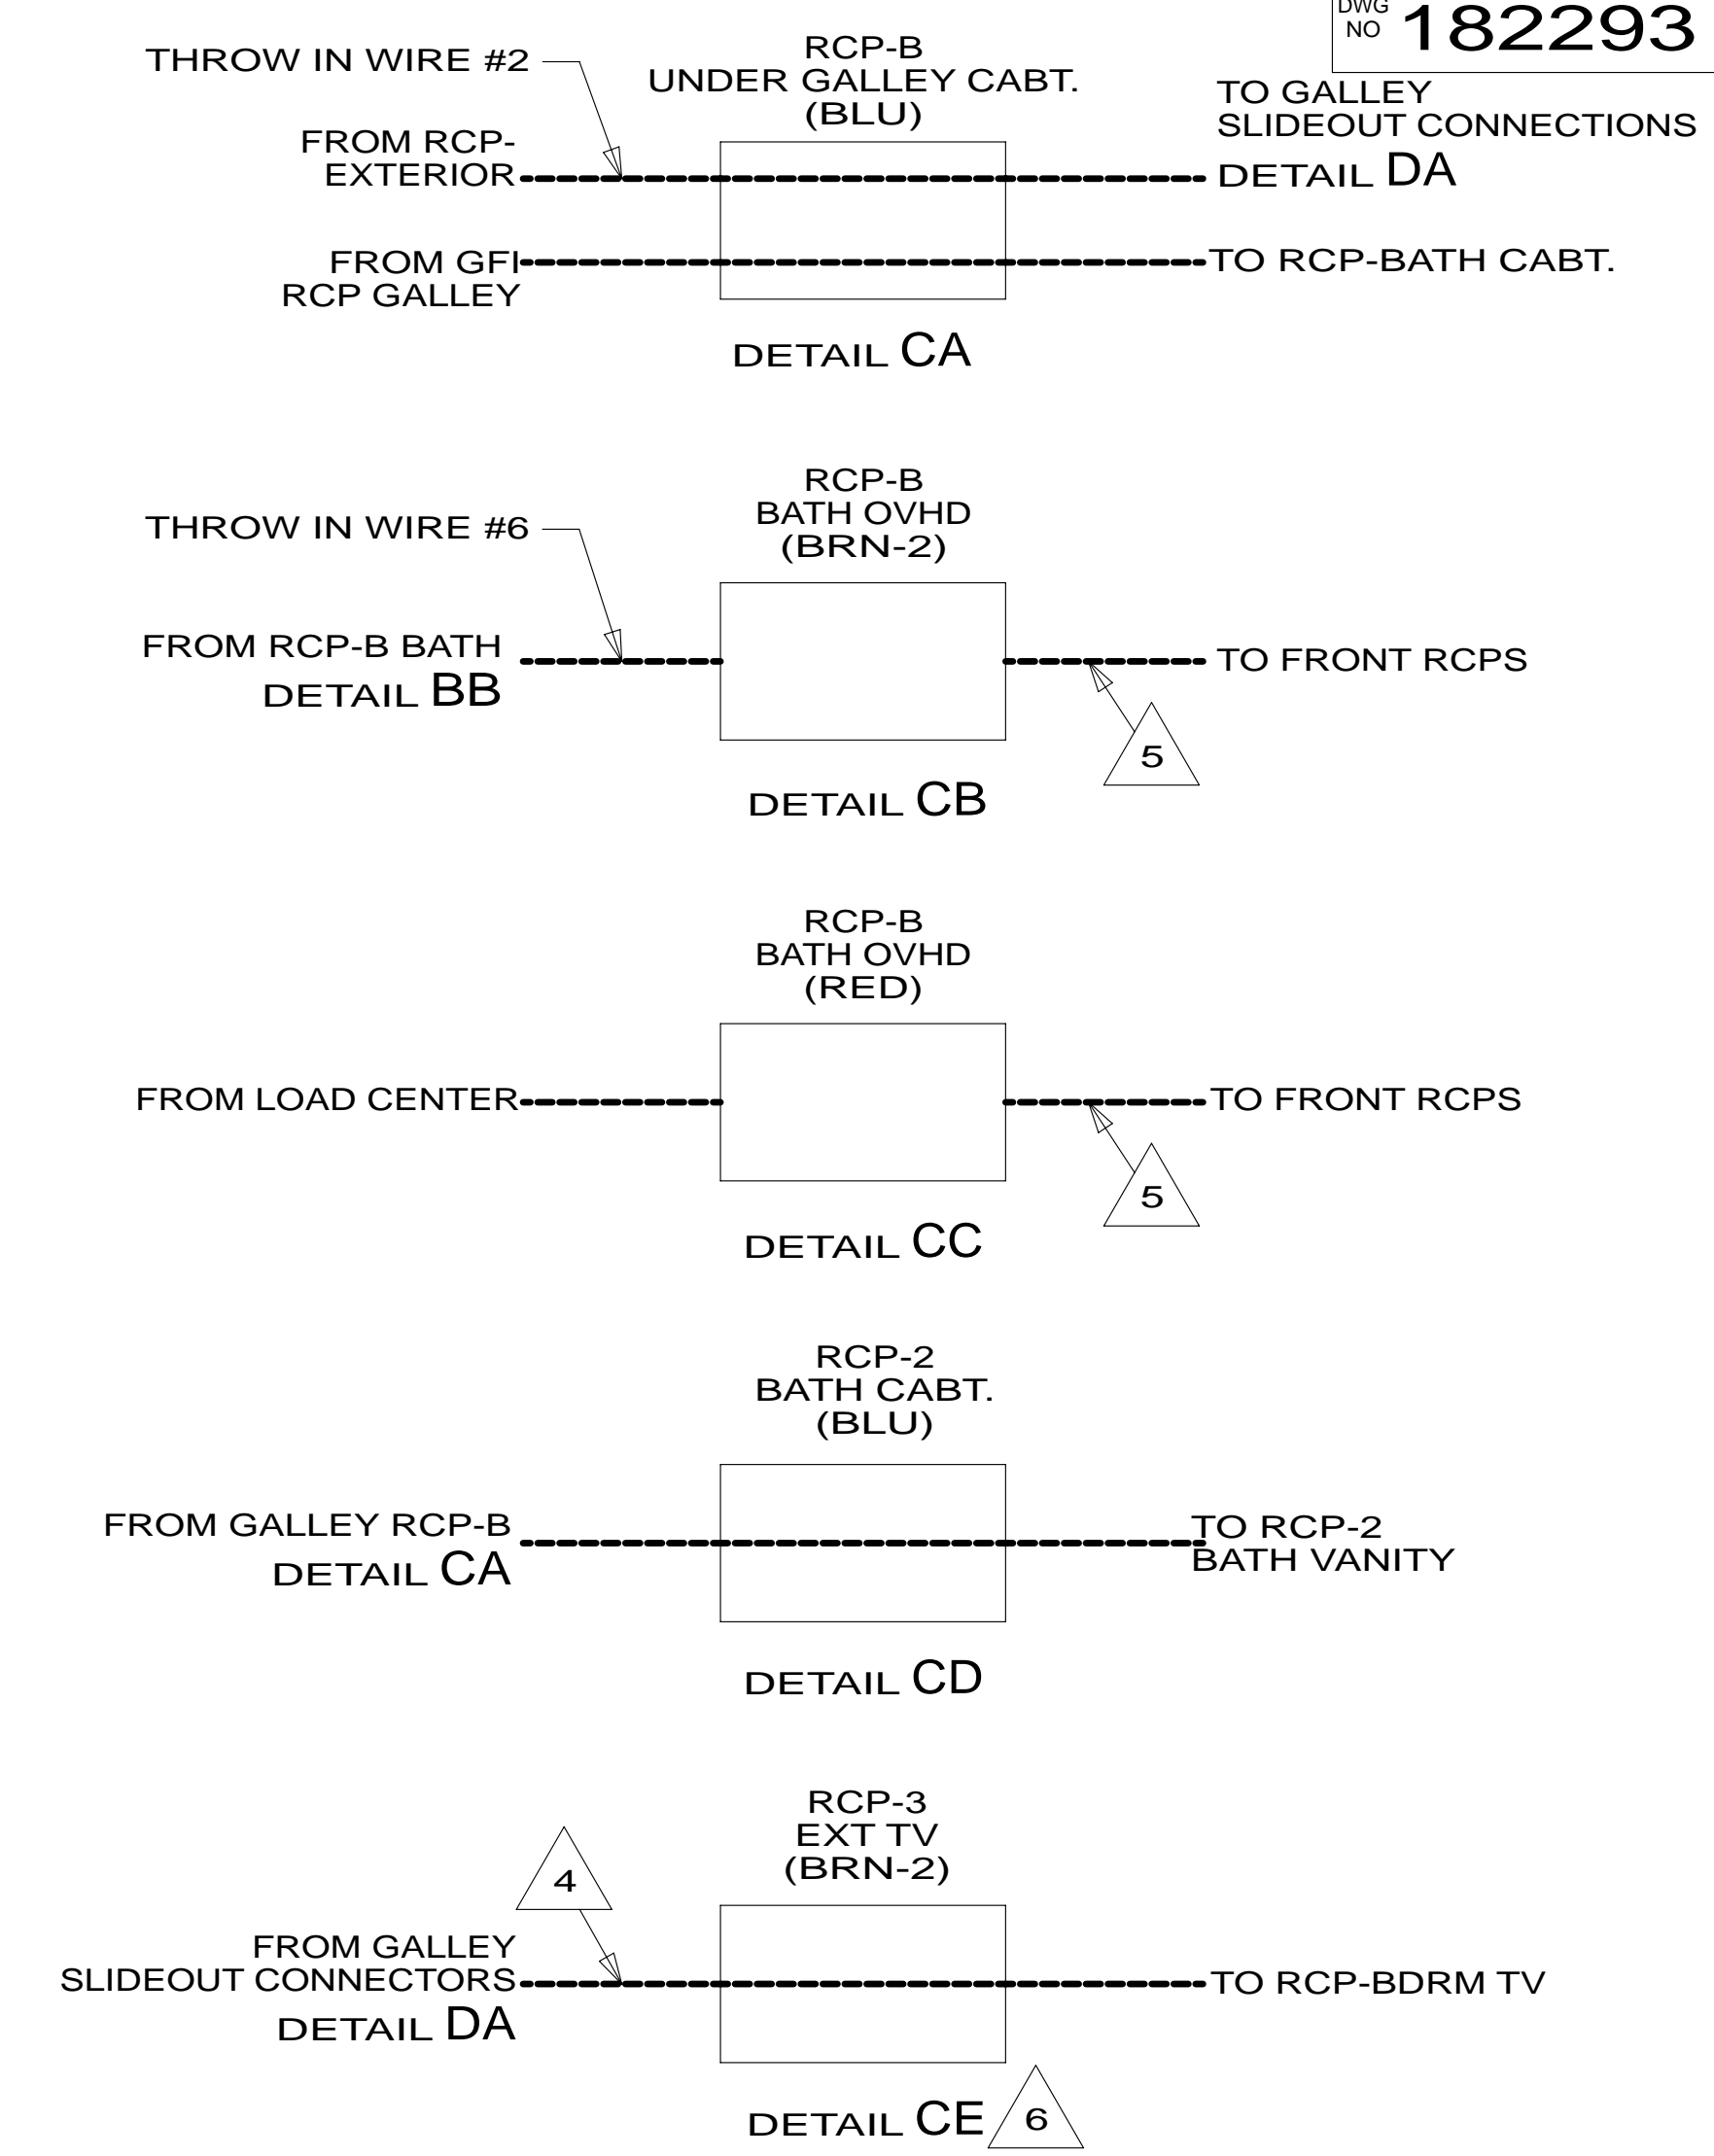 DWG
NO 182293
THROW IN WIRE #2
RCP-B
UNDER GALLEY CABT.
(BLU)
FROM RCP-
EXTERIOR
TO GALLEY
SLIDEOUT CONNECTIONS
DETAIL DA
FROM GFI
RCP GALLEY
TO RCP-BATH CABT.
DETAIL CA
THROW IN WIRE #6
RCP-B
BATH OVHD
(BRN-2)
FROM RCP-B BATH
DETAIL BB
TO FRONT RCPS
5
DETAIL CB
RCP-B
BATH OVHD
(RED)
FROM LOAD CENTER
TO FRONT RCPS
5
DETAIL CC
RCP-2
BATH CABT.
(BLU)
FROM GALLEY RCP-B
DETAIL CA
TO RCP-2
BATH VANITY
DETAIL CD
RCP-3
EXT TV
(BRN-2)
4
FROM GALLEY
SLIDEOUT CONNECTORS
DETAIL DA
TO RCP-BDRM TV
DETAIL CE 6